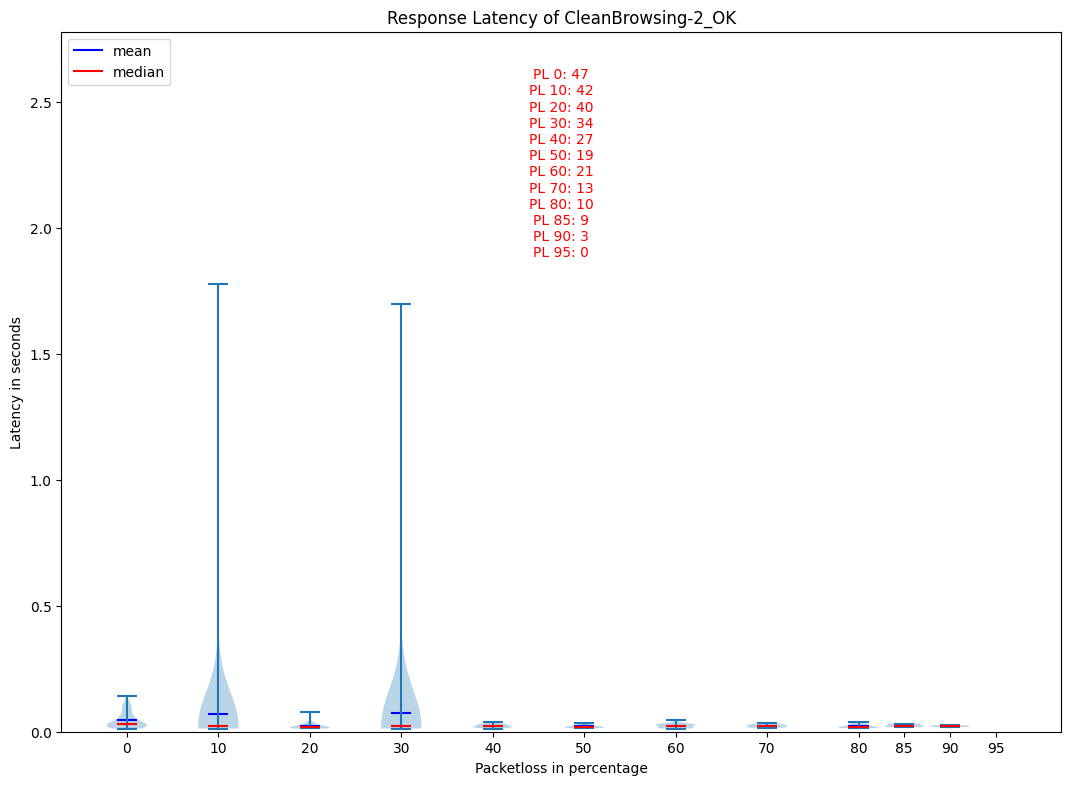 Response Latency of CleanBrowsing-2_OK
mean
median
PL 0: 47
PL 10: 42
PL 20: 40
PL 30: 34
PL 40: 27
PL 50: 19
PL 60: 21
PL 70: 13
PL 80: 10
PL 85: 9
PL 90: 3
PL 95: 0
Latency in seconds
2.5
2.0
1.5
1.0
0.5
0.0
0 10 20 30 40 50 60 70 80 85 90 95
Packetloss in percentage